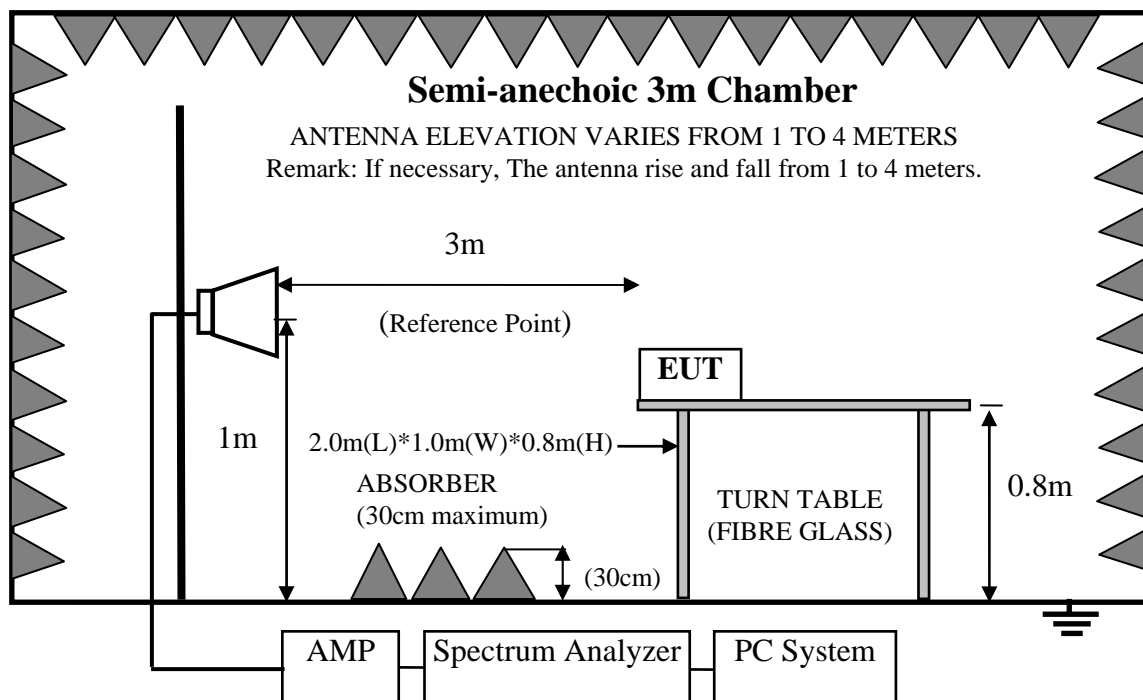 Semi-anechoic 3m Chamber
ANTENNA ELEVATION VARIES FROM 1 TO 4 METERS
Remark: If necessary, The antenna rise and fall from 1 to 4 meters.
3m
(Reference Point)
EUT
1m
2.0m(L)*1.0m(W)*0.8m(H)
ABSORBER
(30cm maximum)
(30cm)
TURN TABLE
(FIBRE GLASS)
0.8m
AMP
Spectrum Analyzer
PC System